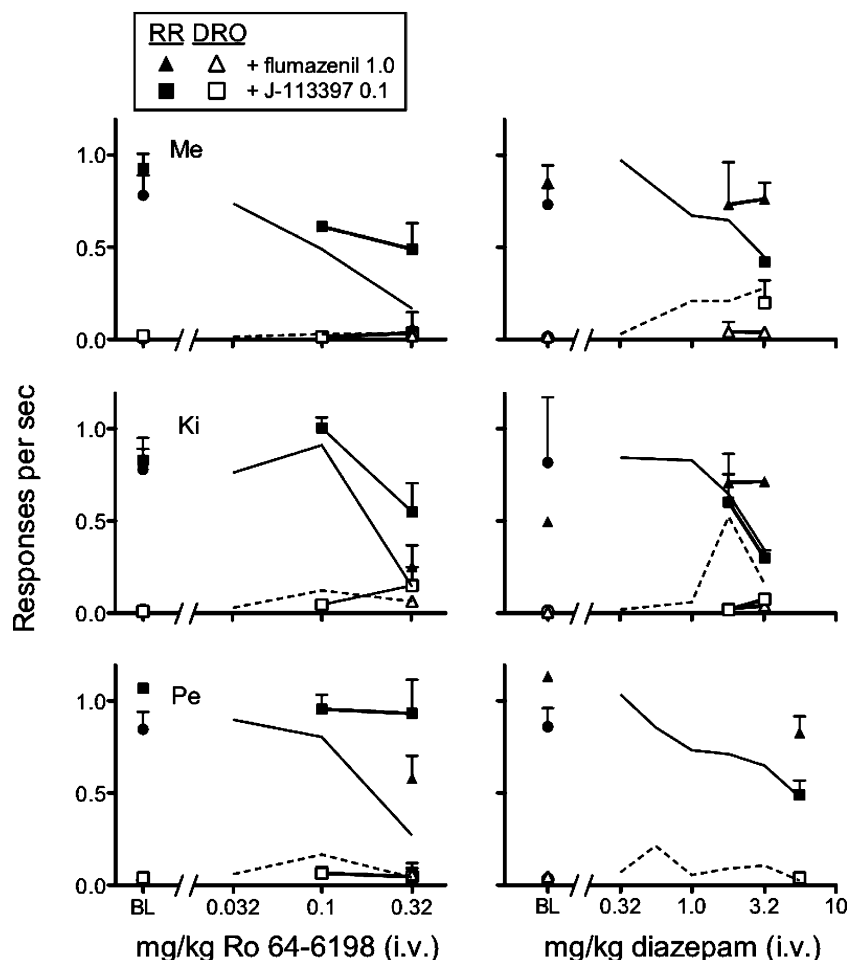 RR DRO
+ flumazenil 1.0
+ J-113397 0.1
Responses per sec
Me
1.0
0.5
0.0
Ki
1.0
0.5
0.0
Pe
1.0
0.5
0.0
BL 0.032 0.1 0.32
BL 0.32 1.0 3.2 10
mg/kg Ro 64-6198 (i.v.)
mg/kg diazepam (i.v.)